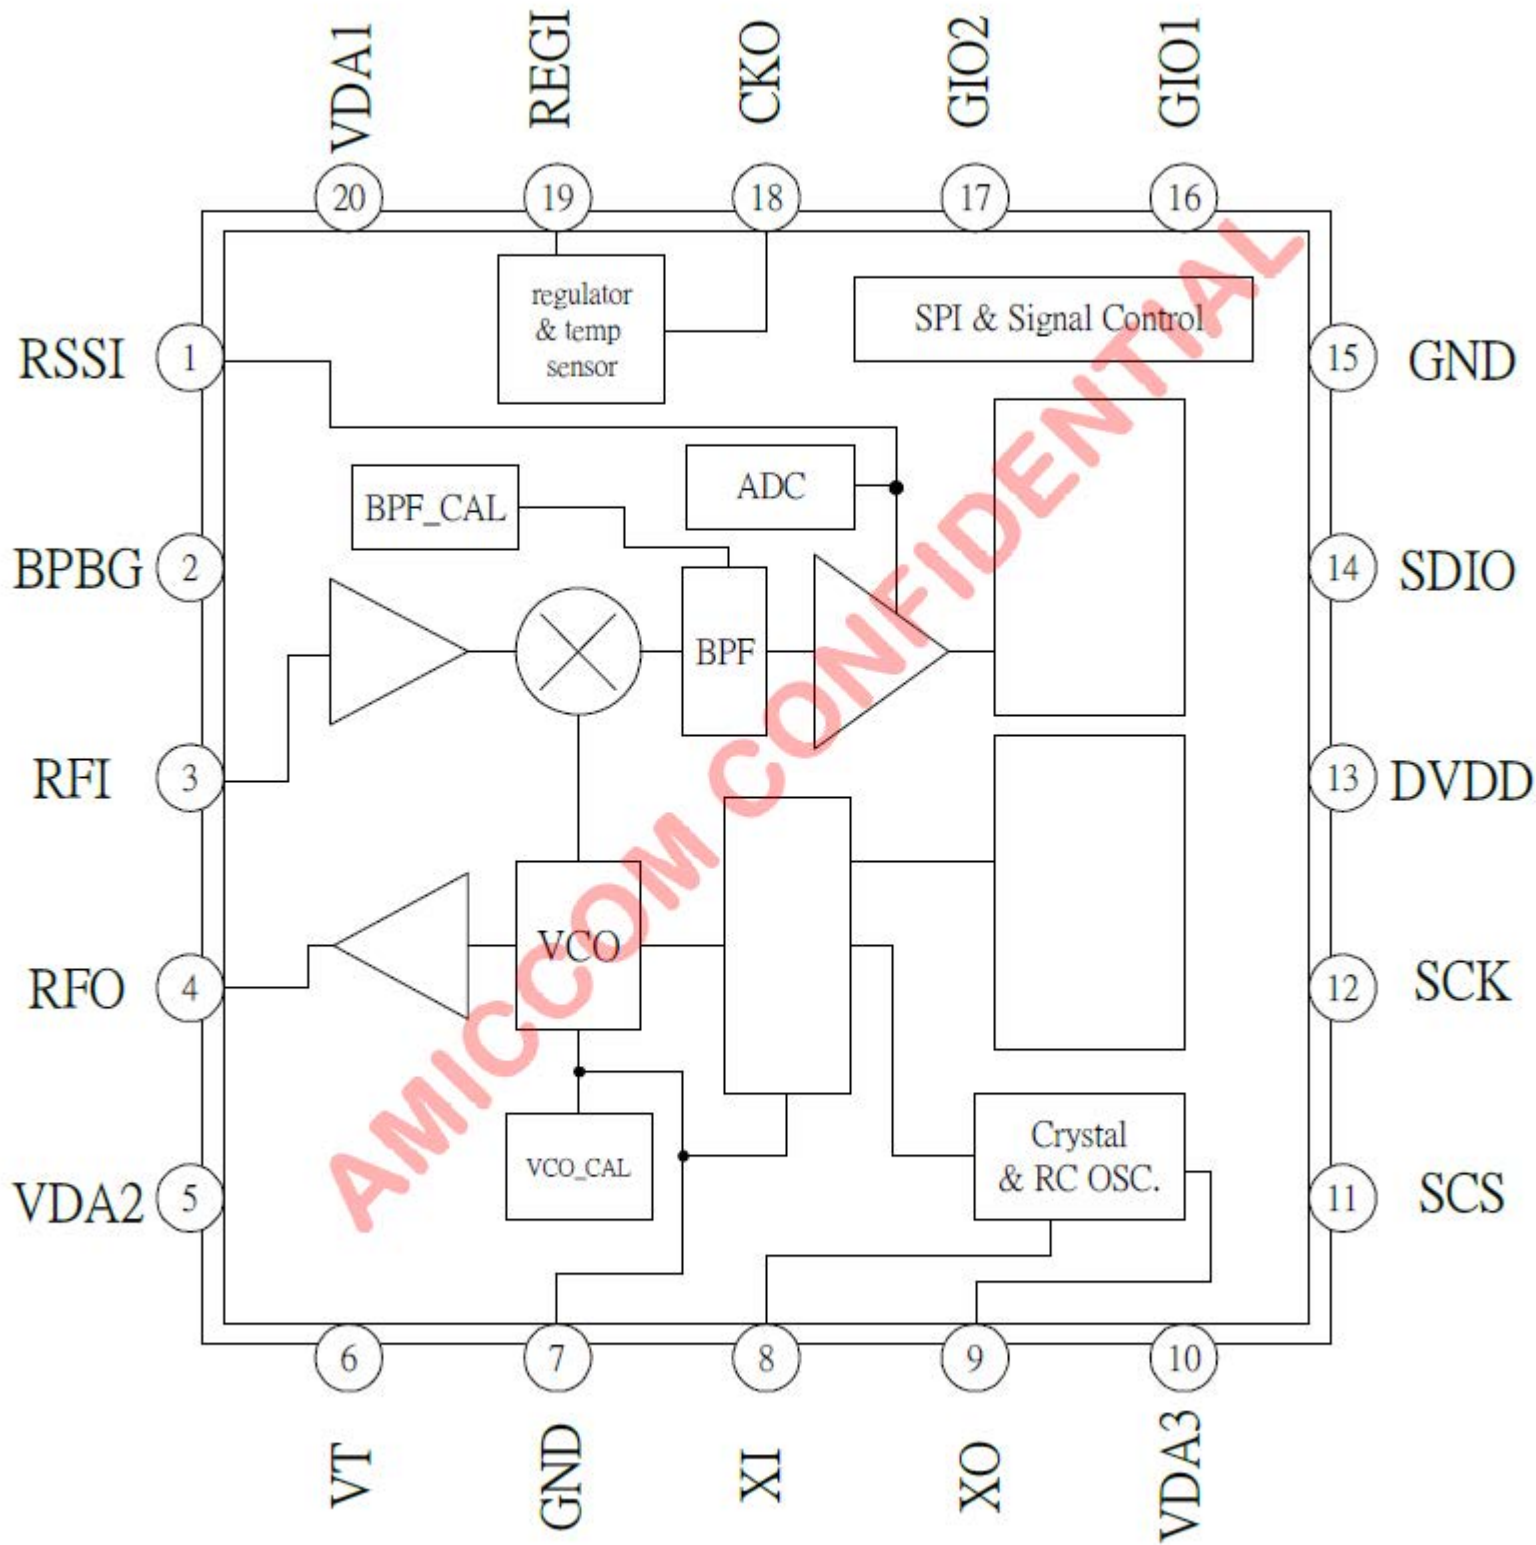 VDA1
REGI
CKO
GIO2
GIO1
20
19
18
17
16
regulator
& temp
sensor
SPI & Signal Control
RSSI
1
15
GND
ADC
BPF_CAL
BPBG
2
14
SDIO
BPF
RFI
3
13
DVDD
VCO
RFO
4
12
SCK
Crystal
& RC OSC.
VCO_CAL
VDA2
5
11
SCS
6
7
8
9
10
VT
GND
XI
XO
VDA3
AMICCOM CONFIDENTIAL